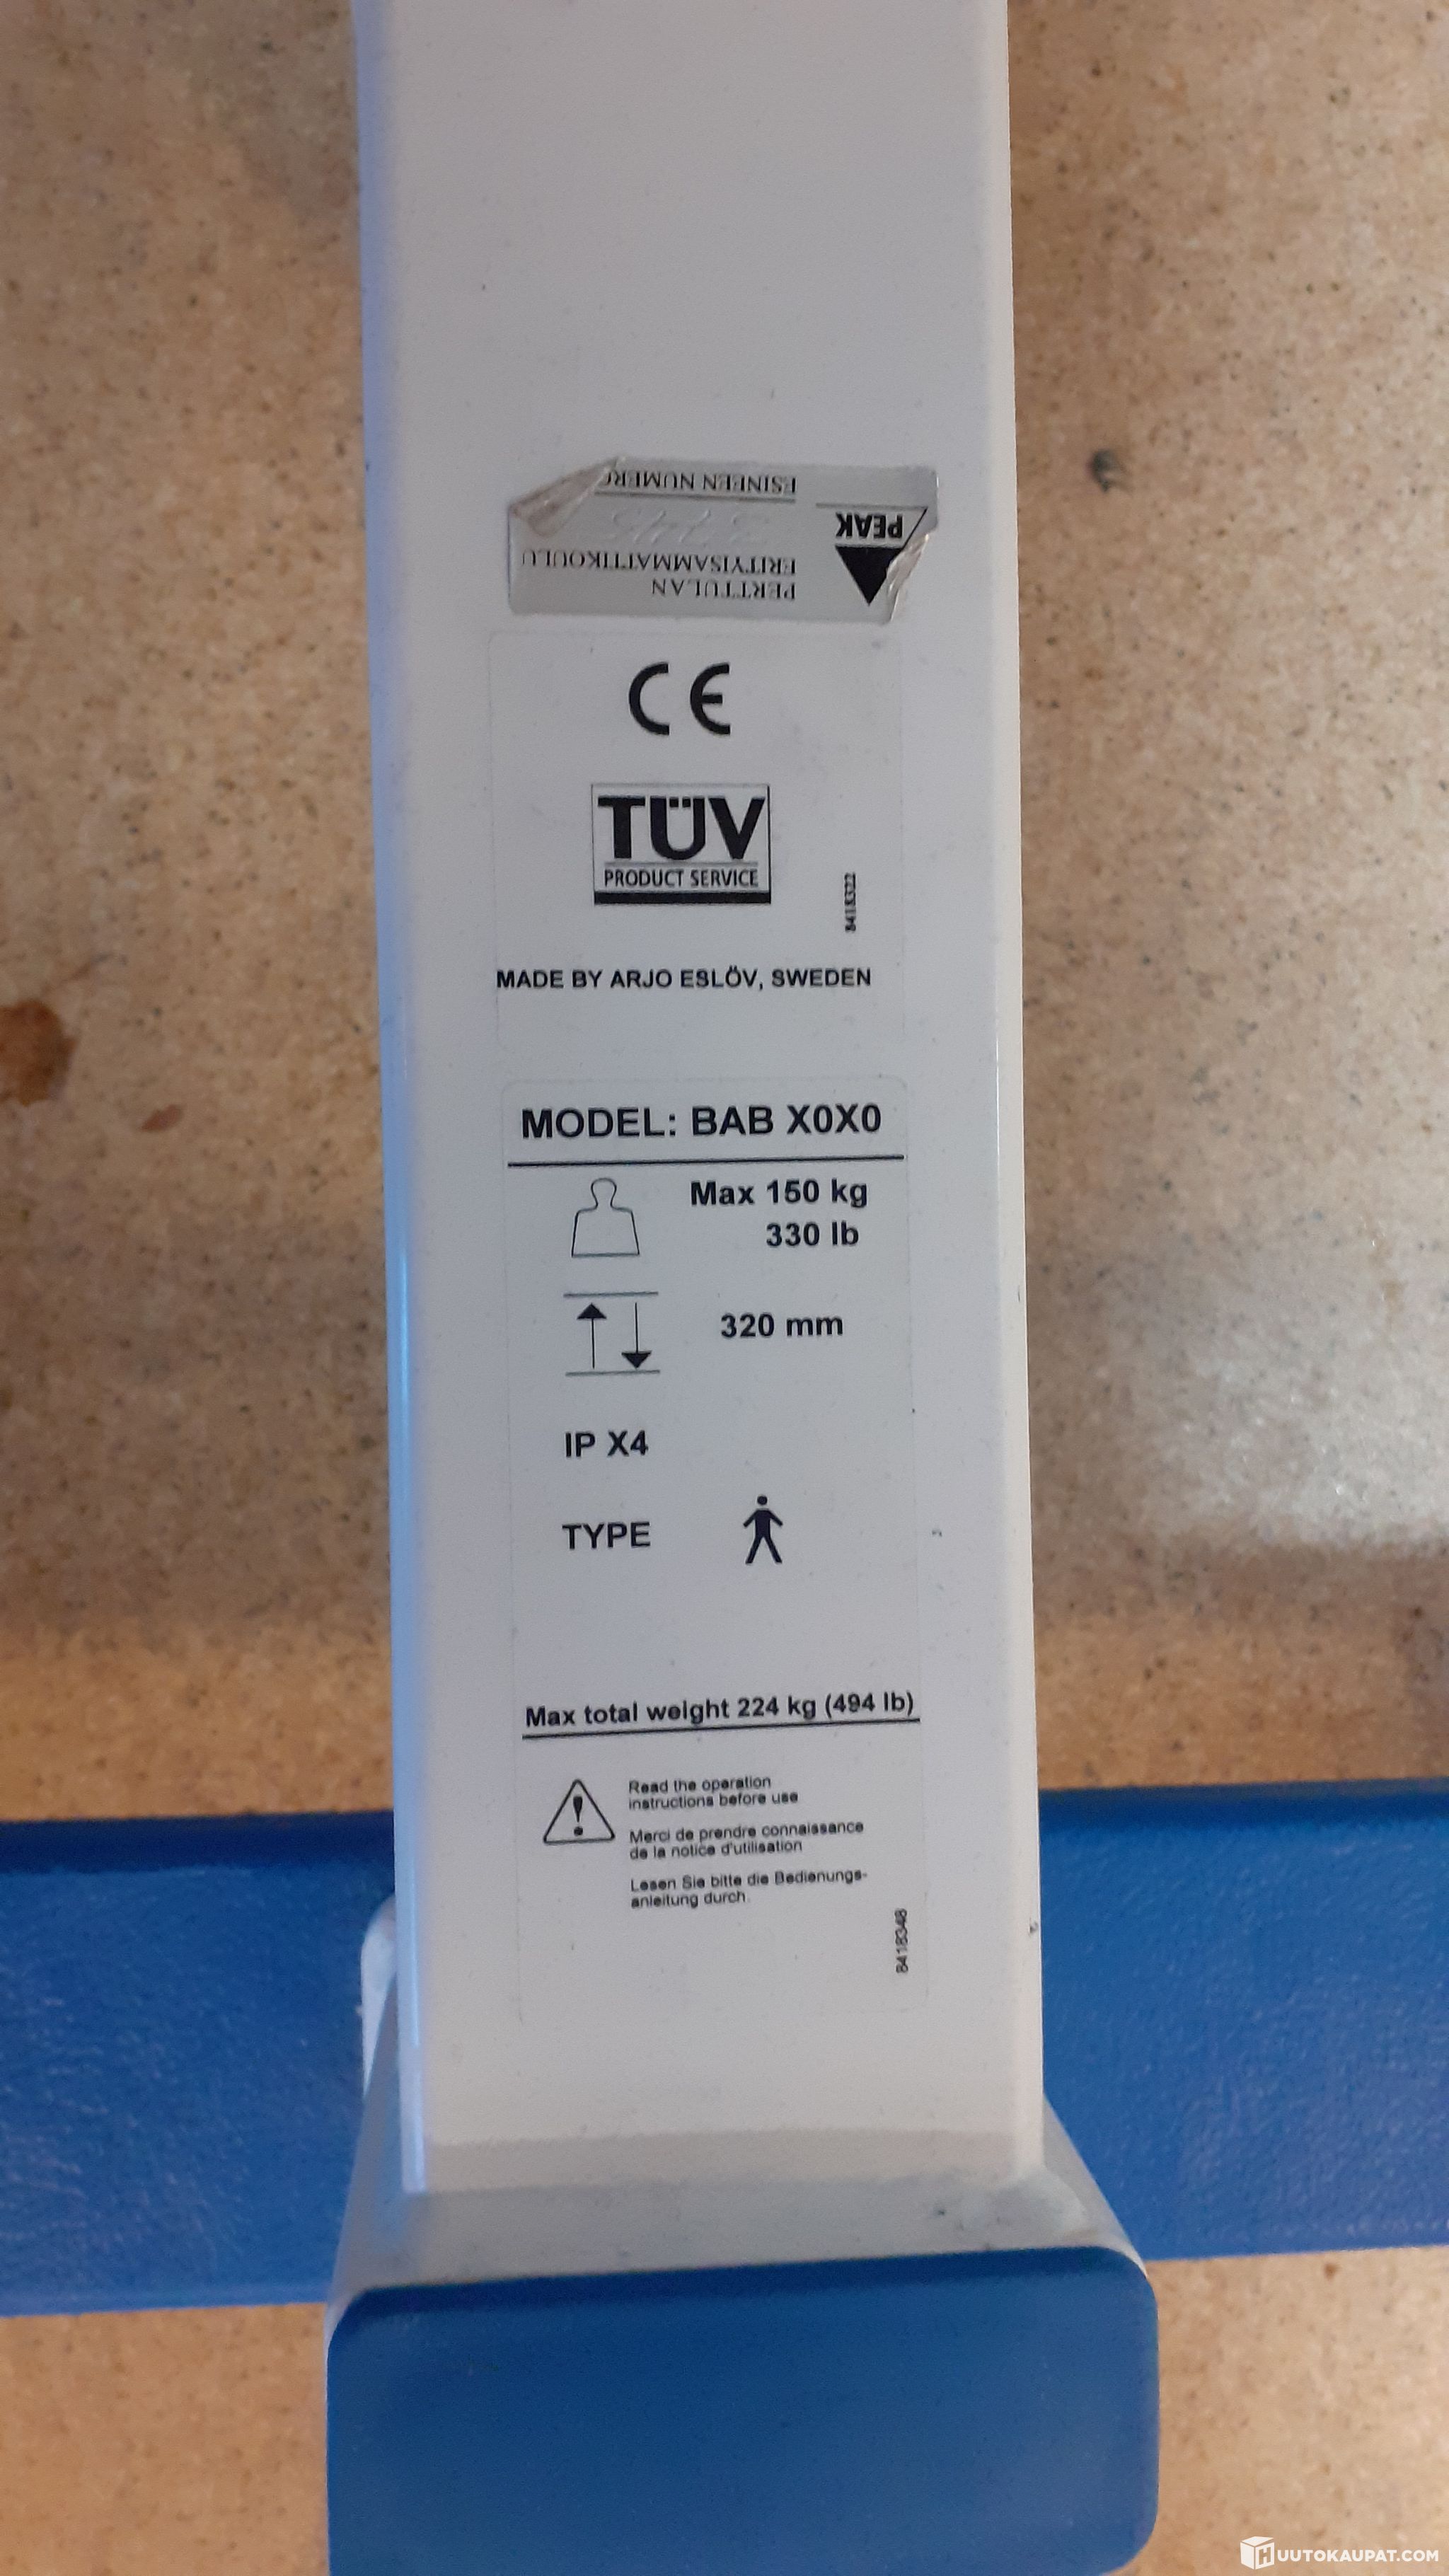 PERTTULAN
ERITYISAMMATTIKOULU
ESINEEN NUMERO
PEAK
CE
TÜV
PRODUCT SERVICE
8418322
MADE BY ARJO ESLÖV, SWEDEN
MODEL: BAB X0X0
Max 150 kg
330 lb
320 mm
IP X4
TYPE
Max total weight 224 kg (494 lb)
Read the operation
instructions before use
Merci de prendre connaissance
de la notice d'utilisation
Lesen Sie bitte die Bedienungs-
anleitung durch.
8418348
HUUTOKAUPAT.COM